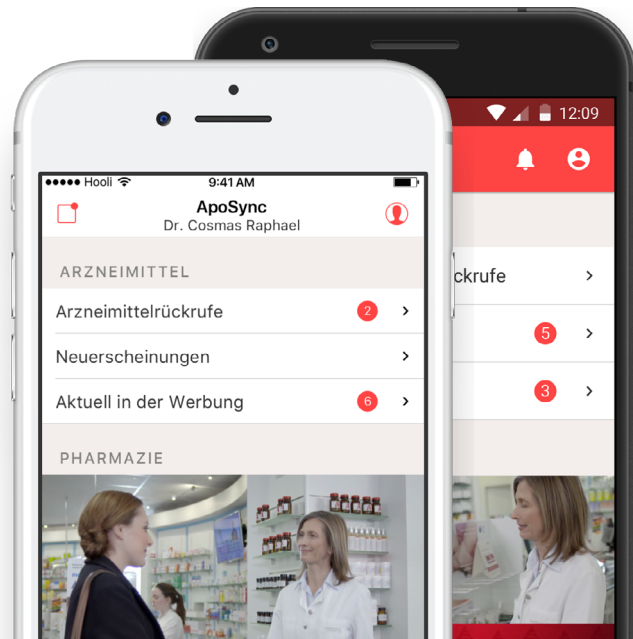 12:09
Hooli
9:41 AM
ApoSync
Dr. Cosmas Raphael
ARZNEIMITTEL
Arzneimittelrückrufe 2
ckrufe
Neuerscheinungen
5
Aktuell in der Werbung 6
3
PHARMAZIE